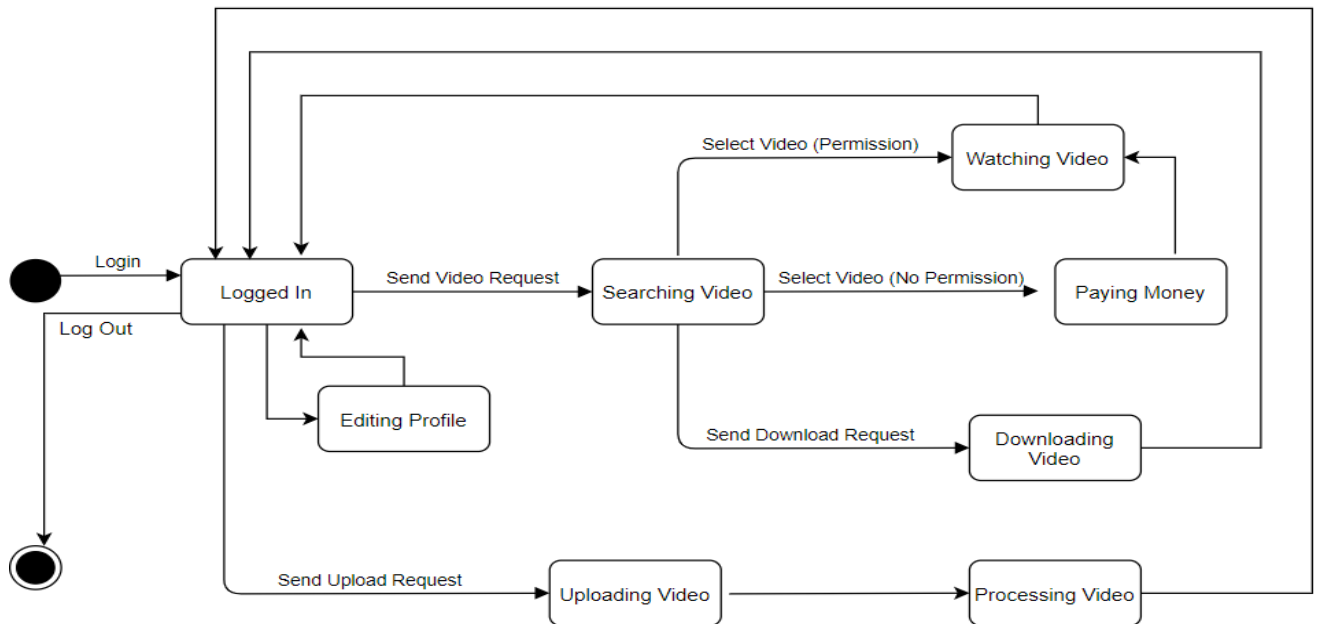 Select Video (Permission)
Watching Video
Login
Logged In
Send Video Request
Searching Video
Select Video (No Permission)
Paying Money
Log Out
Editing Profile
Send Download Request
Downloading
Video
Send Upload Request
Uploading Video
Processing Video